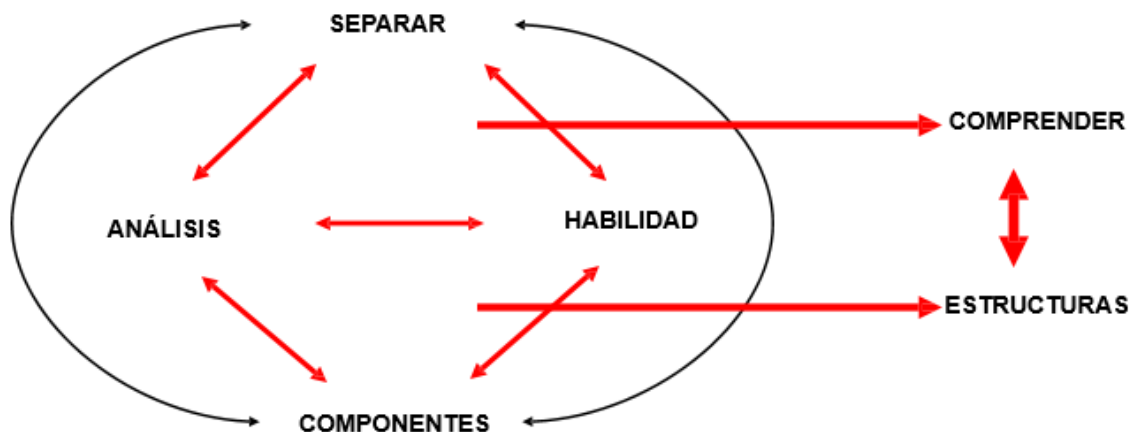 SEPARAR
COMPRENDER
ANÁLISIS
HABILIDAD
ESTRUCTURAS
COMPONENTES